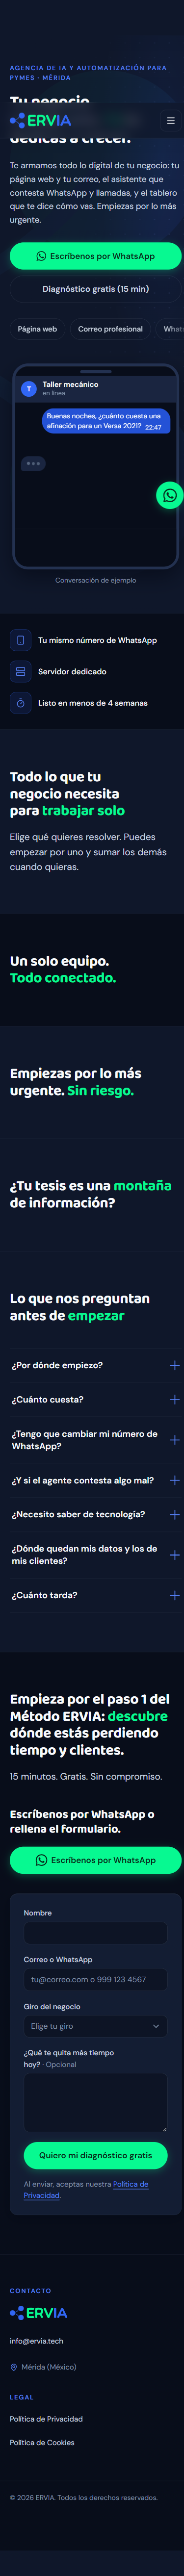 AGENCIA DE IA Y AUTOMATIZACIÓN PARA
PYMES · MÉRIDA
Tu negocio
ERVIA
dedicas a crecer.
Te armamos todo lo digital de tu negocio: tu
página web y tu correo, el asistente que
contesta WhatsApp y llamadas, y el tablero
que te dice cómo vas. Empiezas por lo más
urgente.
Escríbenos por WhatsApp
Diagnóstico gratis (15 min)
Página web
Correo profesional
What
T
Taller mecánico
en línea
Buenas noches, ¿cuánto cuesta una
afinación para un Versa 2021? 22:47
Conversación de ejemplo
Tu mismo número de WhatsApp
Servidor dedicado
Listo en menos de 4 semanas
Todo lo que tu
negocio necesita
para trabajar solo
Elige qué quieres resolver. Puedes
empezar por uno y sumar los demás
cuando quieras.
Un solo equipo.
Todo conectado.
Empiezas por lo más
urgente. Sin riesgo.
¿Tu tesis es una montaña
de información?
Lo que nos preguntan
antes de empezar
¿Por dónde empiezo?
¿Cuánto cuesta?
¿Tengo que cambiar mi número de
WhatsApp?
¿Y si el agente contesta algo mal?
¿Necesito saber de tecnología?
¿Dónde quedan mis datos y los de
mis clientes?
¿Cuánto tarda?
Empieza por el paso 1 del
Método ERVIA: descubre
dónde estás perdiendo
tiempo y clientes.
15 minutos. Gratis. Sin compromiso.
Escríbenos por WhatsApp o
rellena el formulario.
Escríbenos por WhatsApp
Nombre
Correo o WhatsApp
tu@correo.com o 999 123 4567
Giro del negocio
Elige tu giro
¿Qué te quita más tiempo
hoy? · Opcional
Quiero mi diagnóstico gratis
Al enviar, aceptas nuestra Política de
Privacidad.
CONTACTO
ERVIA
info@ervia.tech
Mérida (México)
LEGAL
Política de Privacidad
Política de Cookies
© 2026 ERVIA. Todos los derechos reservados.